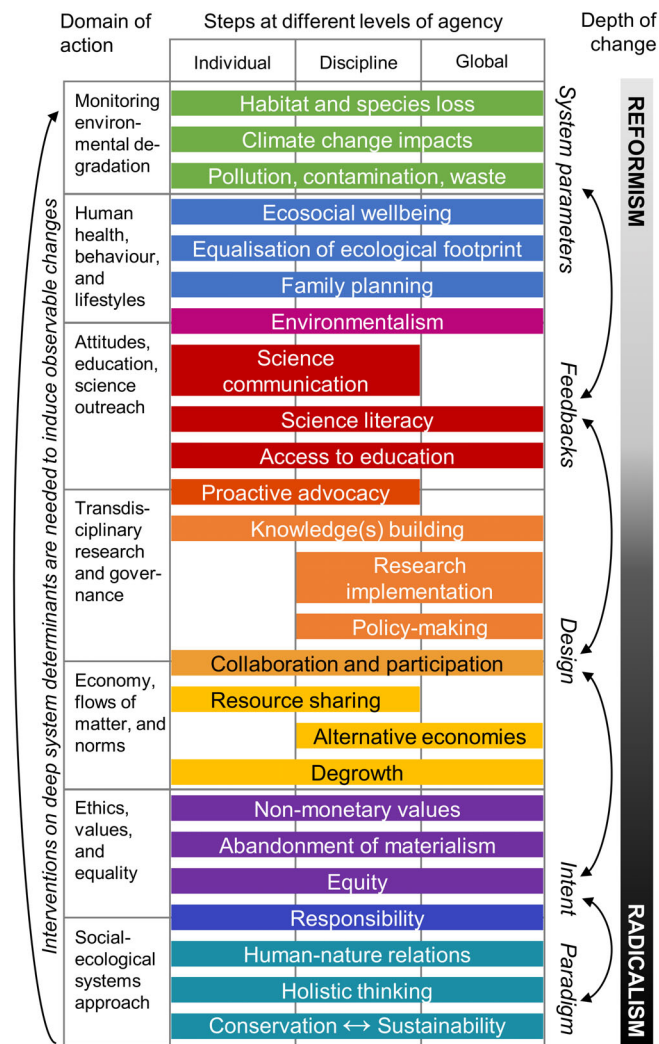 Domain of
action
Steps at different levels of agency
Depth of
change
Individual
Discipline
Global
Monitoring
environ-
mental de-
gradation
Habitat and species loss
Climate change impacts
Pollution, contamination, waste
Human
health,
behaviour,
and
lifestyles
Ecosocial wellbeing
Equalisation of ecological footprint
Family planning
Environmentalism
Attitudes,
education,
science
outreach
Science
communication
Science literacy
Access to education
Proactive advocacy
Transdis-
ciplinary
research
and gover-
nance
Knowledge(s) building
Research
implementation
Policy-making
Collaboration and participation
Economy,
flows of
matter, and
norms
Resource sharing
Alternative economies
Degrowth
Ethics,
values,
and
equality
Non-monetary values
Abandonment of materialism
Equity
Responsibility
Social-
ecological
systems
approach
Human-nature relations
Holistic thinking
Conservation ↔ Sustainability
Interventions on deep system determinants are needed to induce observable changes
System parameters
Feedbacks
Design
Intent
Paradigm
REFORMISM
RADICALISM